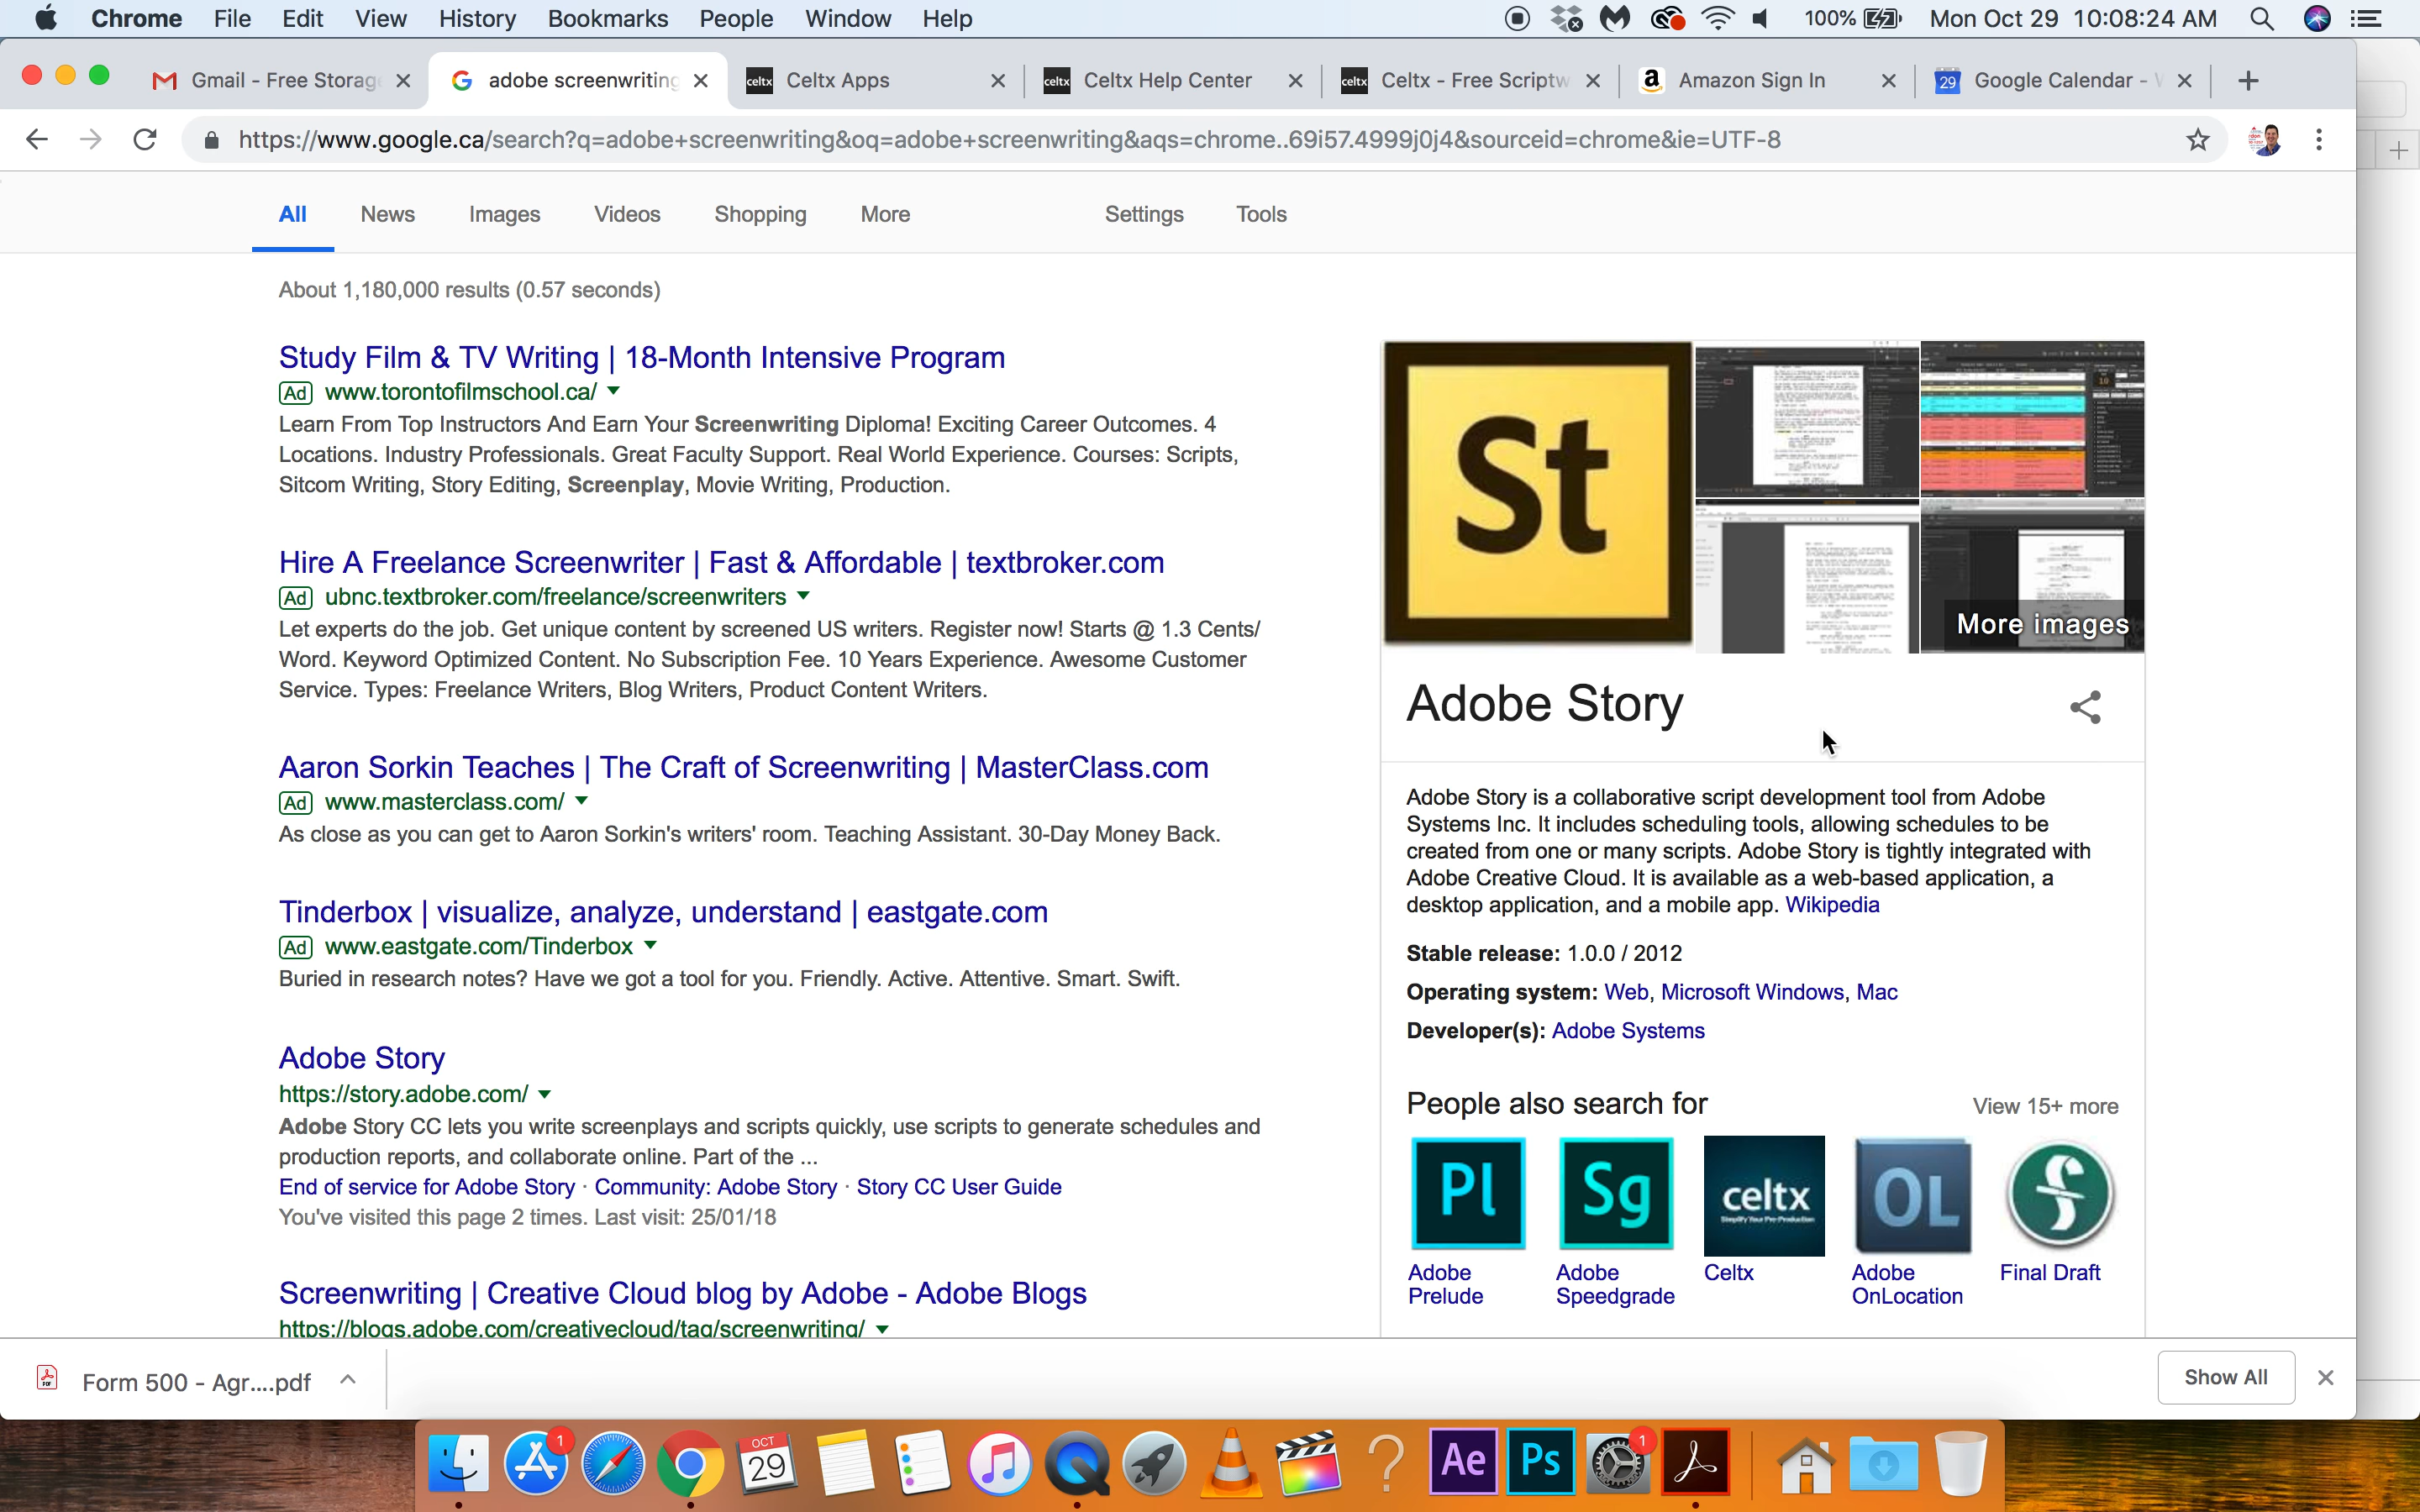 Chrome File Edit View History Bookmarks People Window Help 100% Mon Oct 29 10:08:24 AM
Gmail - Free Storag adobe screenwriting celtx Celtx Apps celtx Celtx Help Center celtx Celtx - Free Scriptw Amazon Sign In 29 Google Calendar - W
https://www.google.ca/search?q=adobe+screenwriting&oq=adobe+screenwriting&aqs=chrome..69i57.4999j0j4&sourceid=chrome&ie=UTF-8
All News Images Videos Shopping More Settings Tools
About 1,180,000 results (0.57 seconds)
Study Film & TV Writing | 18-Month Intensive Program
Ad www.torontofilmschool.ca/
Learn From Top Instructors And Earn Your Screenwriting Diploma! Exciting Career Outcomes. 4
Locations. Industry Professionals. Great Faculty Support. Real World Experience. Courses: Scripts,
Sitcom Writing, Story Editing, Screenplay, Movie Writing, Production.
Hire A Freelance Screenwriter | Fast & Affordable | textbroker.com
Ad ubnc.textbroker.com/freelance/screenwriters
Let experts do the job. Get unique content by screened US writers. Register now! Starts @ 1.3 Cents/
Word. Keyword Optimized Content. No Subscription Fee. 10 Years Experience. Awesome Customer
Service. Types: Freelance Writers, Blog Writers, Product Content Writers.
Aaron Sorkin Teaches | The Craft of Screenwriting | MasterClass.com
Ad www.masterclass.com/
As close as you can get to Aaron Sorkin's writers' room. Teaching Assistant. 30-Day Money Back.
Tinderbox | visualize, analyze, understand | eastgate.com
Ad www.eastgate.com/Tinderbox
Buried in research notes? Have we got a tool for you. Friendly. Active. Attentive. Smart. Swift.
Adobe Story
https://story.adobe.com/
Adobe Story CC lets you write screenplays and scripts quickly, use scripts to generate schedules and
production reports, and collaborate online. Part of the ...
End of service for Adobe Story · Community: Adobe Story · Story CC User Guide
You've visited this page 2 times. Last visit: 25/01/18
Screenwriting | Creative Cloud blog by Adobe - Adobe Blogs
https://blogs.adobe.com/creativecloud/tag/screenwriting/
St
More images
Adobe Story
Adobe Story is a collaborative script development tool from Adobe
Systems Inc. It includes scheduling tools, allowing schedules to be
created from one or many scripts. Adobe Story is tightly integrated with
Adobe Creative Cloud. It is available as a web-based application, a
desktop application, and a mobile app. Wikipedia
Stable release: 1.0.0 / 2012
Operating system: Web, Microsoft Windows, Mac
Developer(s): Adobe Systems
People also search for View 15+ more
Pl Sg celtx OL
Simplify Your Pre-Production
Adobe Prelude
Adobe Speedgrade
Celtx
Adobe OnLocation
Final Draft
Form 500 - Agr....pdf Show All
1 OCT 29 Ae Ps 1